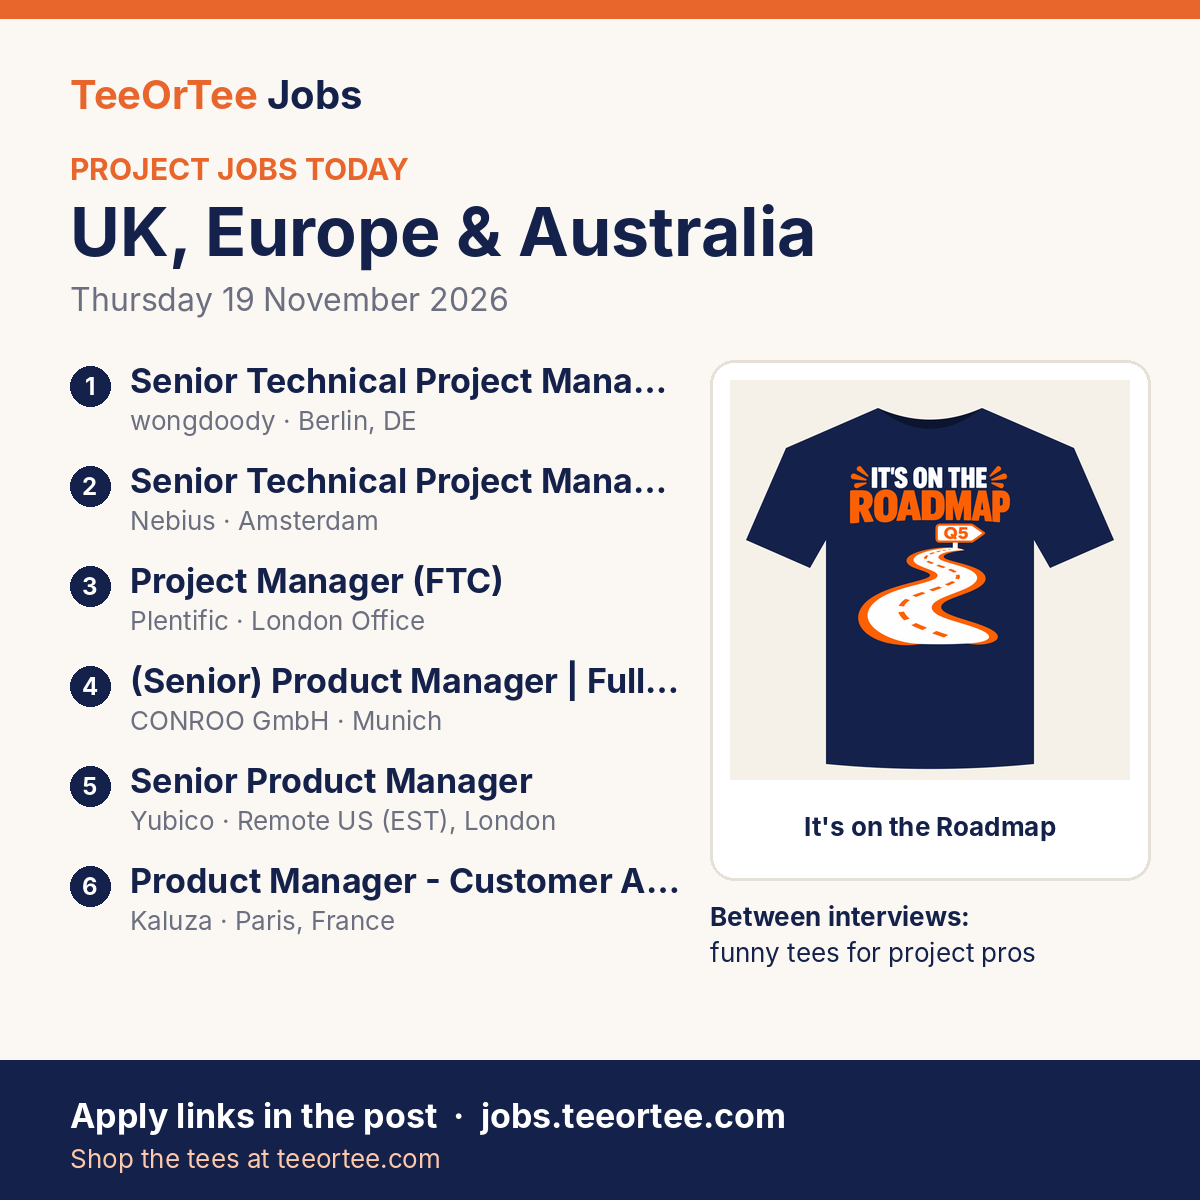 TeeOrTee Jobs
PROJECT JOBS TODAY
UK, Europe & Australia
Thursday 19 November 2026
1 Senior Technical Project Mana...
wongdoody · Berlin, DE
2 Senior Technical Project Mana...
Nebius · Amsterdam
3 Project Manager (FTC)
Plentific · London Office
4 (Senior) Product Manager | Full...
CONROO GmbH · Munich
5 Senior Product Manager
Yubico · Remote US (EST), London
6 Product Manager - Customer A...
Kaluza · Paris, France
IT'S ON THE
ROADMAP
Q5
It's on the Roadmap
Between interviews:
funny tees for project pros
Apply links in the post · jobs.teeortee.com
Shop the tees at teeortee.com